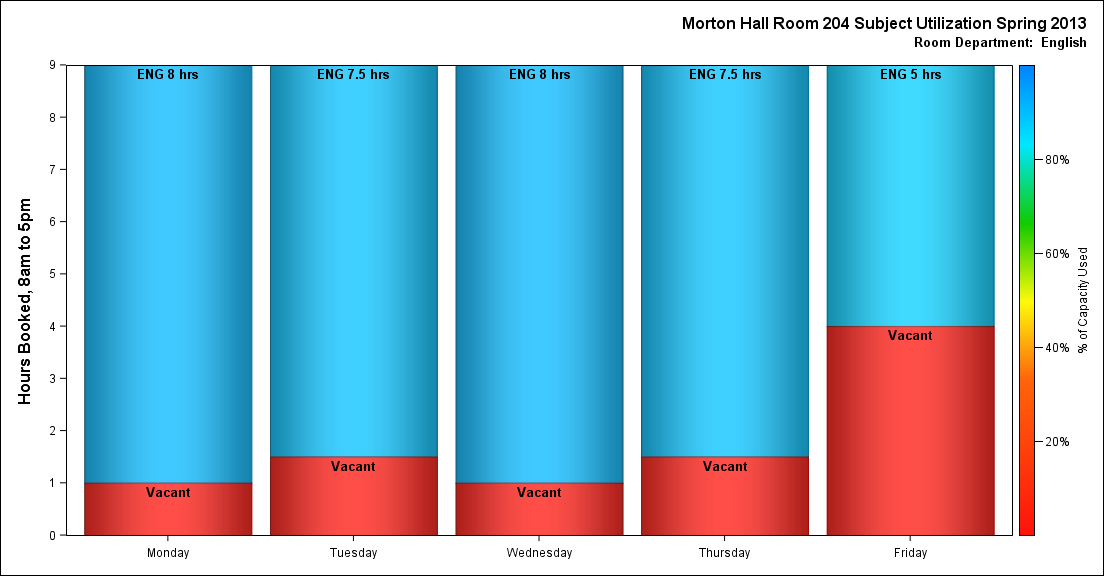 Morton Hall Room 204 Subject Utilization Spring 2013
Room Department:  English
Hours Booked, 8am to 5pm
9
8
7
6
5
4
3
2
1
0
ENG 8 hrs
ENG 7.5 hrs
ENG 8 hrs
ENG 7.5 hrs
ENG 5 hrs
Vacant
Vacant
Vacant
Vacant
Vacant
Monday
Tuesday
Wednesday
Thursday
Friday
80%
60%
40%
20%
% of Capacity Used